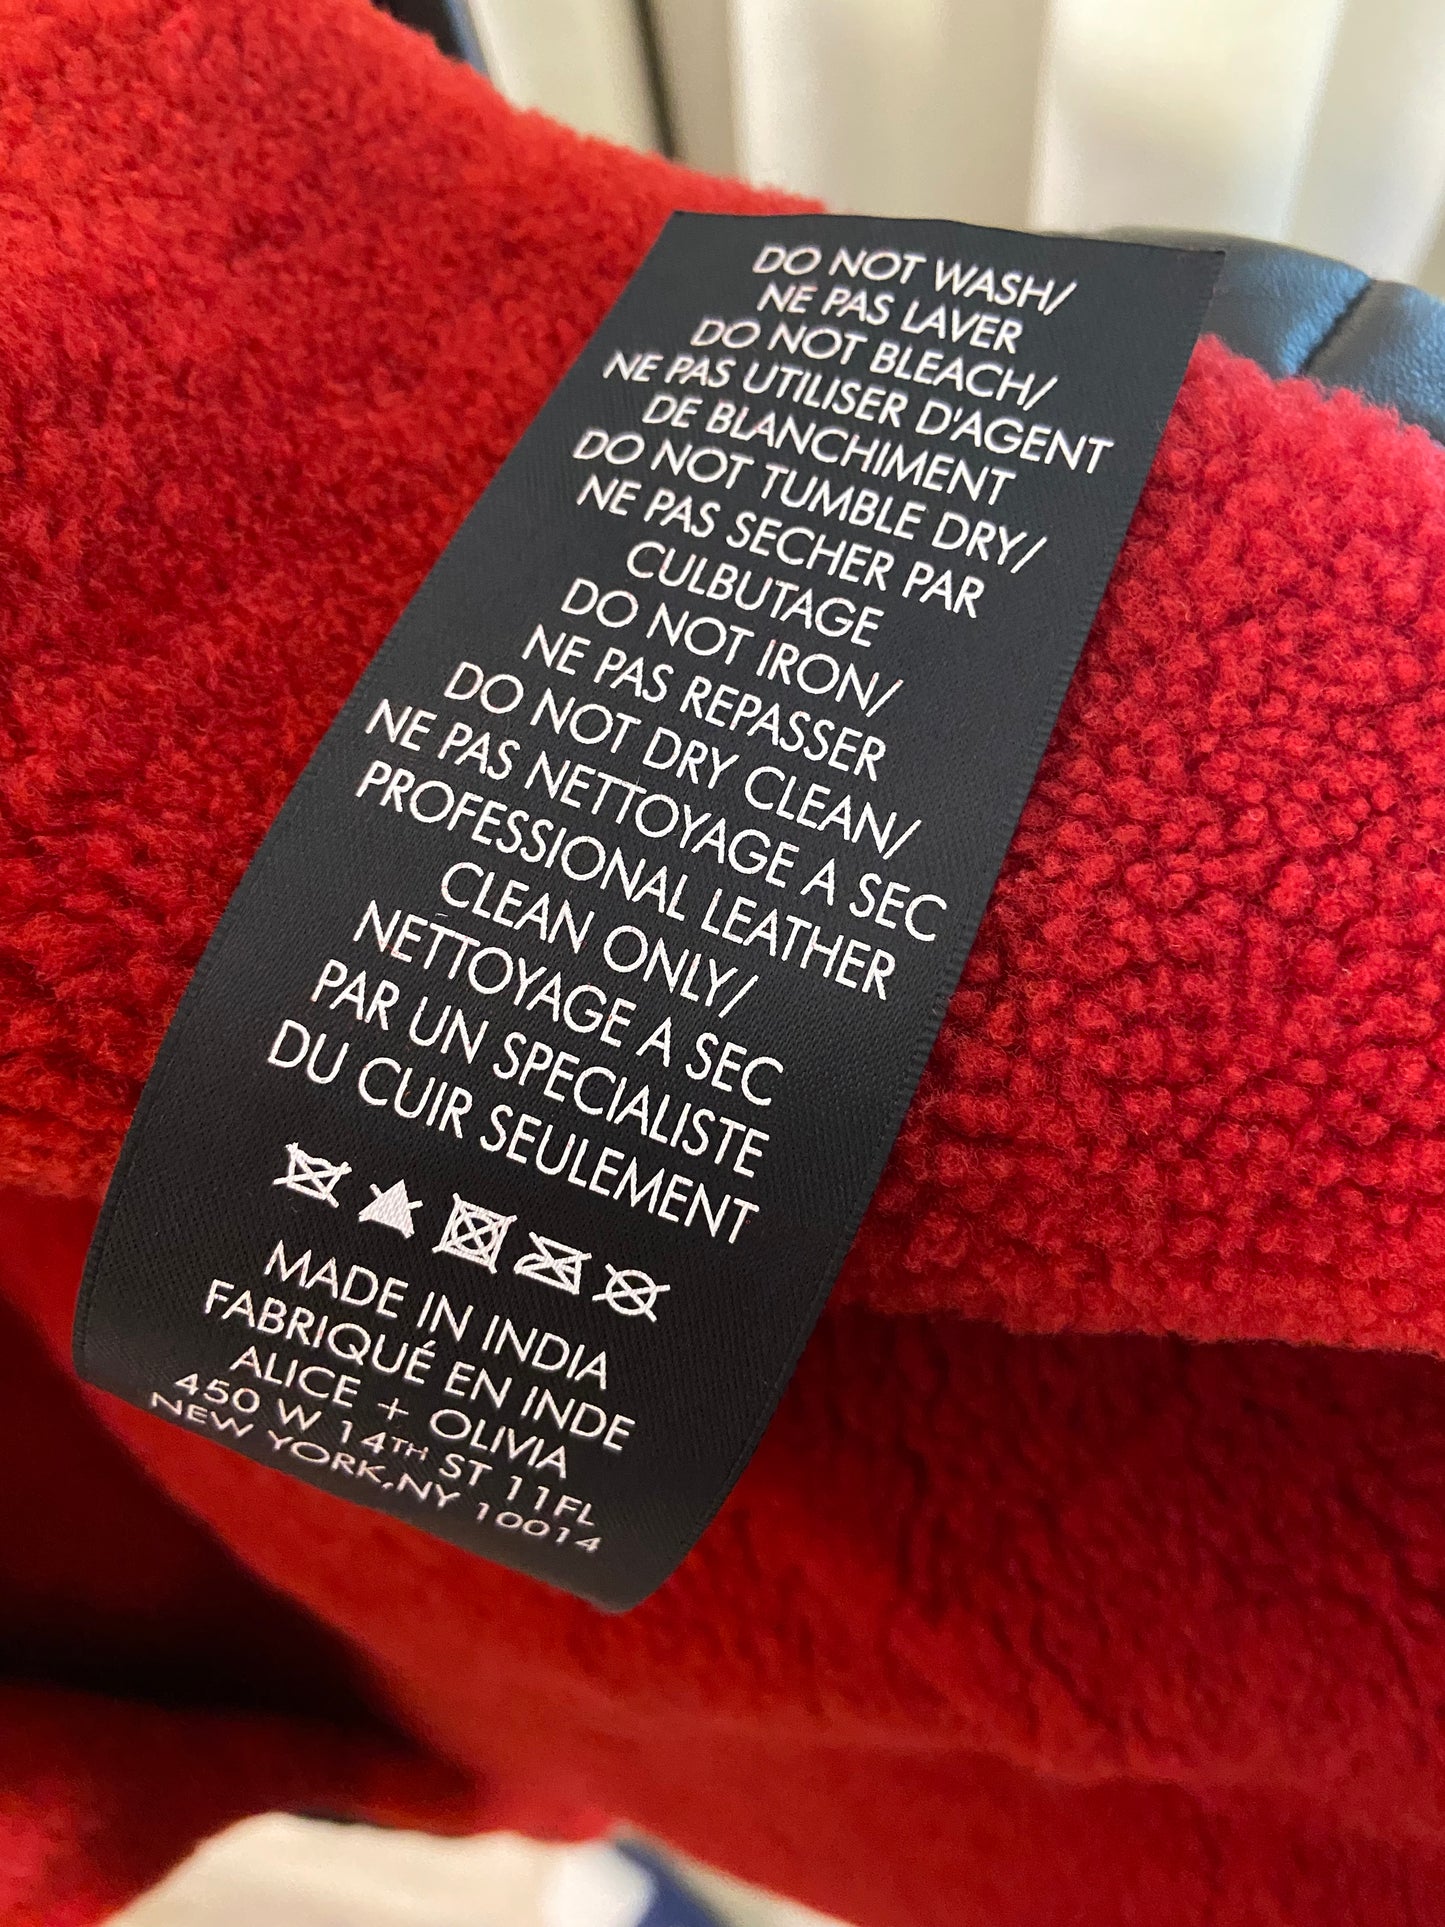 DO NOT WASH/
NE PAS LAVER
DO NOT BLEACH/
NE PAS UTILISER D'AGENT
DE BLANCHIMENT
DO NOT TUMBLE DRY/
NE PAS SECHER PAR
CULBUTAGE
DO NOT IRON/
NE PAS REPASSER
DO NOT DRY CLEAN/
NE PAS NETTOYAGE A SEC
PROFESSIONAL LEATHER
CLEAN ONLY/
NETTOYAGE A SEC
PAR UN SPECIALISTE
DU CUIR SEULEMENT
MADE IN INDIA
FABRIQUÉ EN INDE
ALICE + OLIVIA
450 W 14TH ST 11FL
NEW YORK,NY 10014